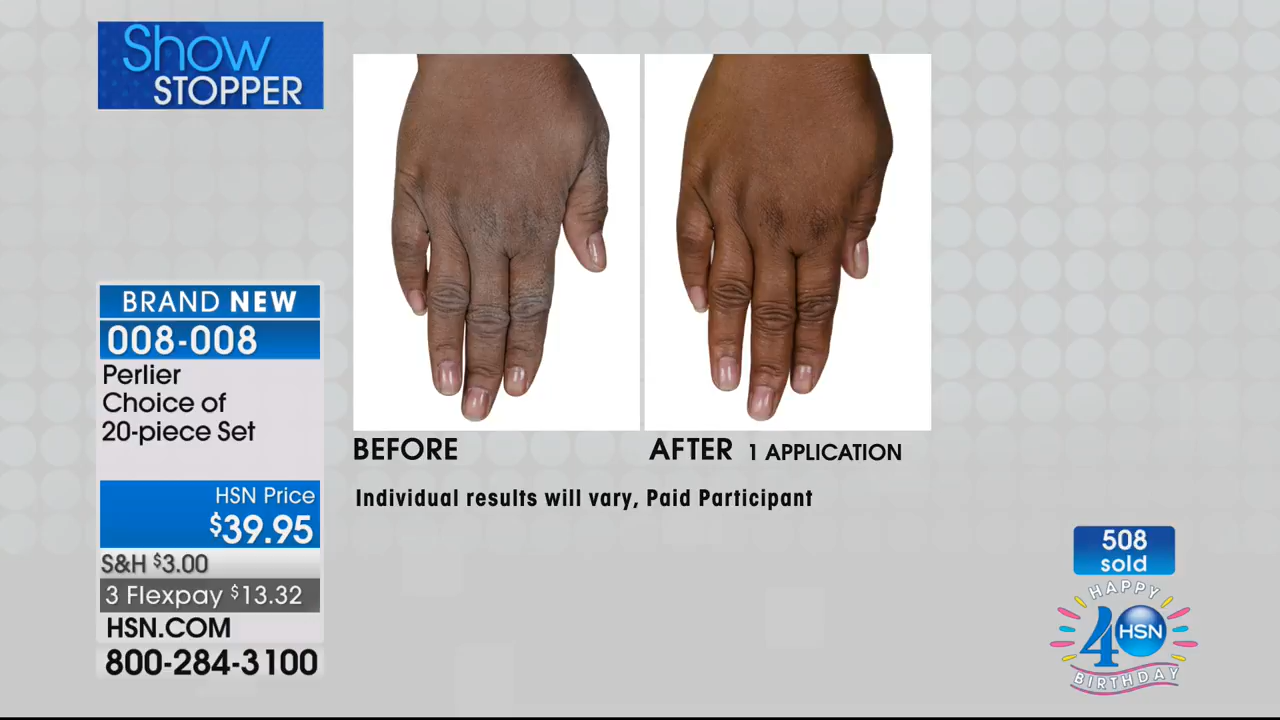 Show
STOPPER
BRAND NEW
008-008
Perlier
Choice of
20-piece Set
HSN Price
$39.95
S&H $3.00
3 Flexpay $13.32
HSN.COM
800-284-3100
BEFORE
AFTER 1 APPLICATION
Individual results will vary, Paid Participant
508
sold
HAPPY
40 HSN
BIRTHDAY